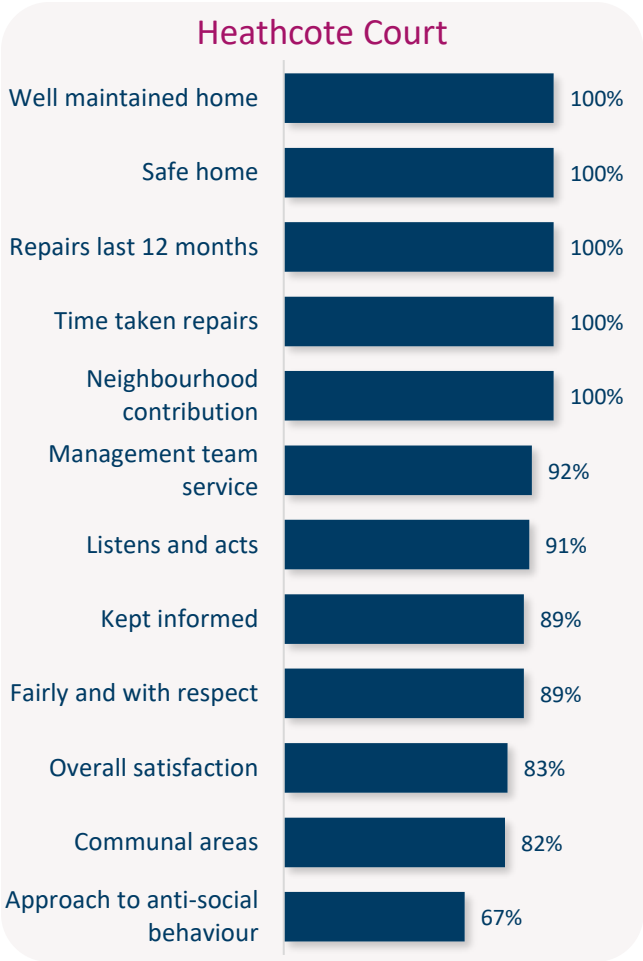 Heathcote Court
Well maintained home 100%
Safe home 100%
Repairs last 12 months 100%
Time taken repairs 100%
Neighbourhood
contribution 100%
Management team
service 92%
Listens and acts 91%
Kept informed 89%
Fairly and with respect 89%
Overall satisfaction 83%
Communal areas 82%
Approach to anti-social
behaviour 67%